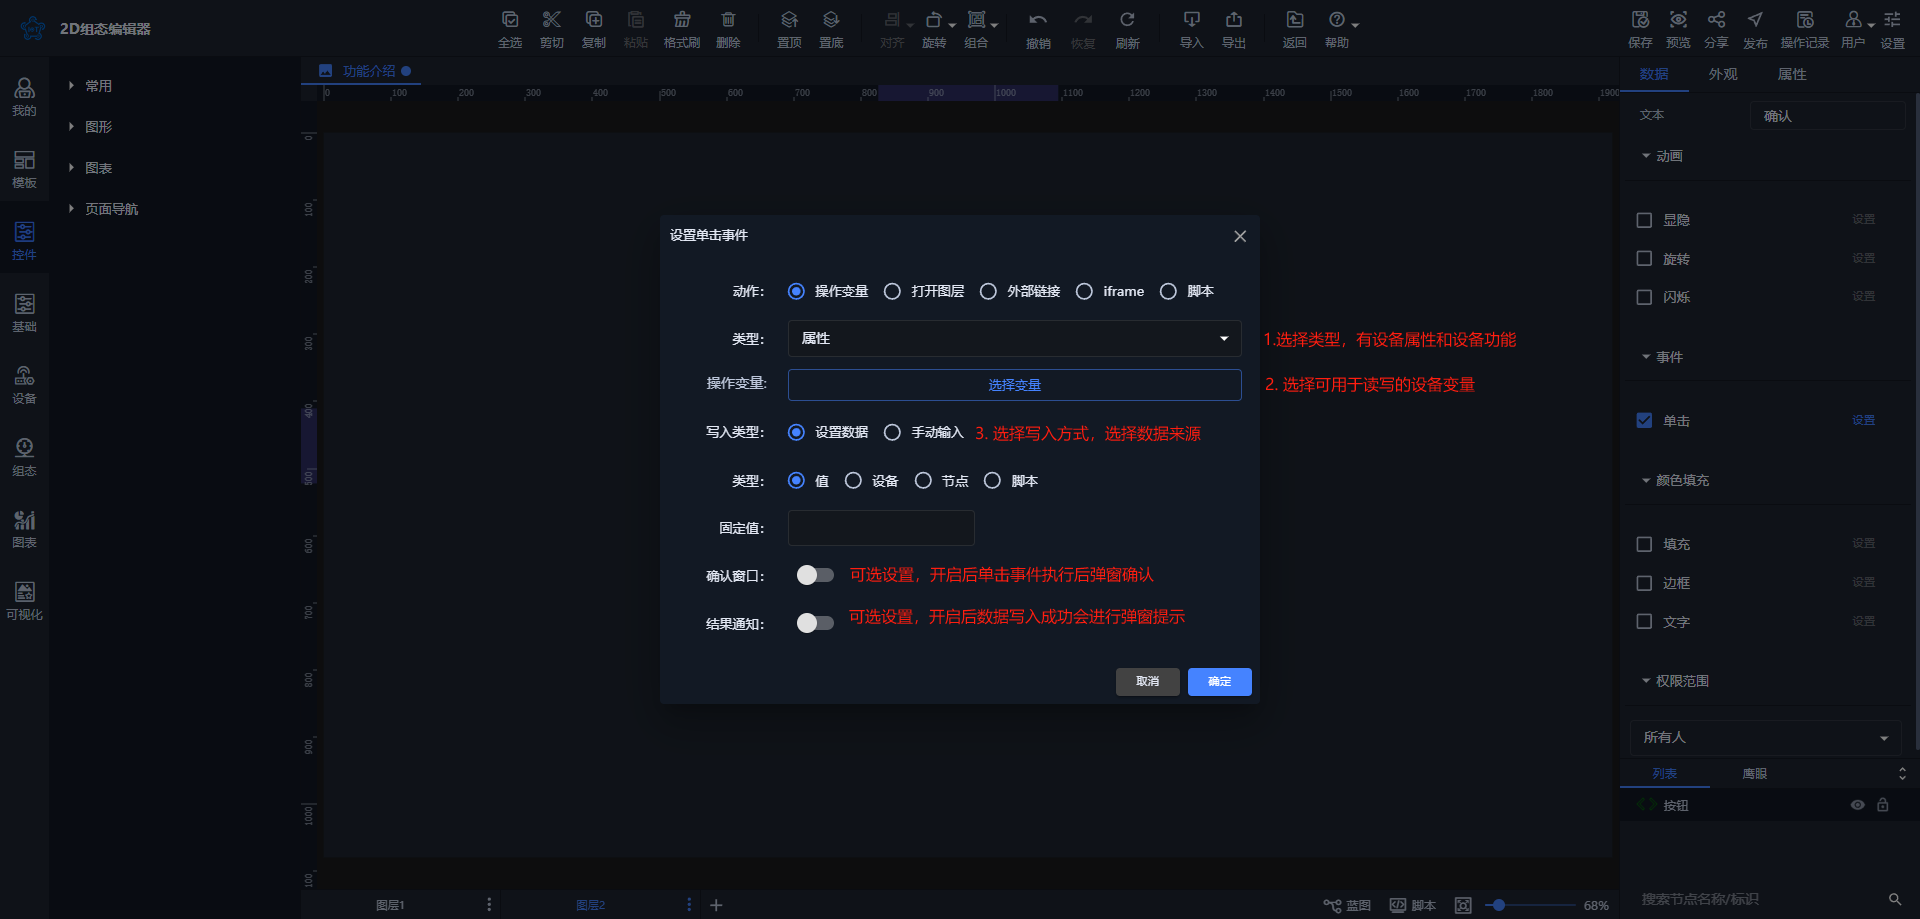 2D组态编辑器
全选
剪切
复制
粘贴
格式刷
删除
置顶
置底
对齐
旋转
组合
撤销
恢复
刷新
导入
导出
返回
帮助
保存
预览
分享
发布
操作记录
用户
设置
我的
模板
控件
基础
设备
组态
图表
可视化
常用
图形
图表
页面导航
功能介绍
0 100 200 300 400 500 600 700 800 900 1000 1100 1200 1300 1400 1500 1600 1700 1800 1900
0
100
200
300
400
500
600
700
800
900
1000
设置单击事件
动作: 操作变量 打开图层 外部链接 iframe 脚本
类型: 属性
1.选择类型，有设备属性和设备功能
操作变量: 选择变量
2. 选择可用于读写的设备变量
写入类型: 设置数据 手动输入
3. 选择写入方式，选择数据来源
类型: 值 设备 节点 脚本
固定值:
确认窗口: 可选设置，开启后单击事件执行后弹窗确认
结果通知: 可选设置，开启后数据写入成功会进行弹窗提示
取消
确定
数据
外观
属性
文本 确认
动画
显隐 设置
旋转 设置
闪烁 设置
事件
单击 设置
颜色填充
填充 设置
边框 设置
文字 设置
权限范围
所有人
列表
鹰眼
按钮
搜索节点名称/标识
图层1
图层2
蓝图
脚本
68%